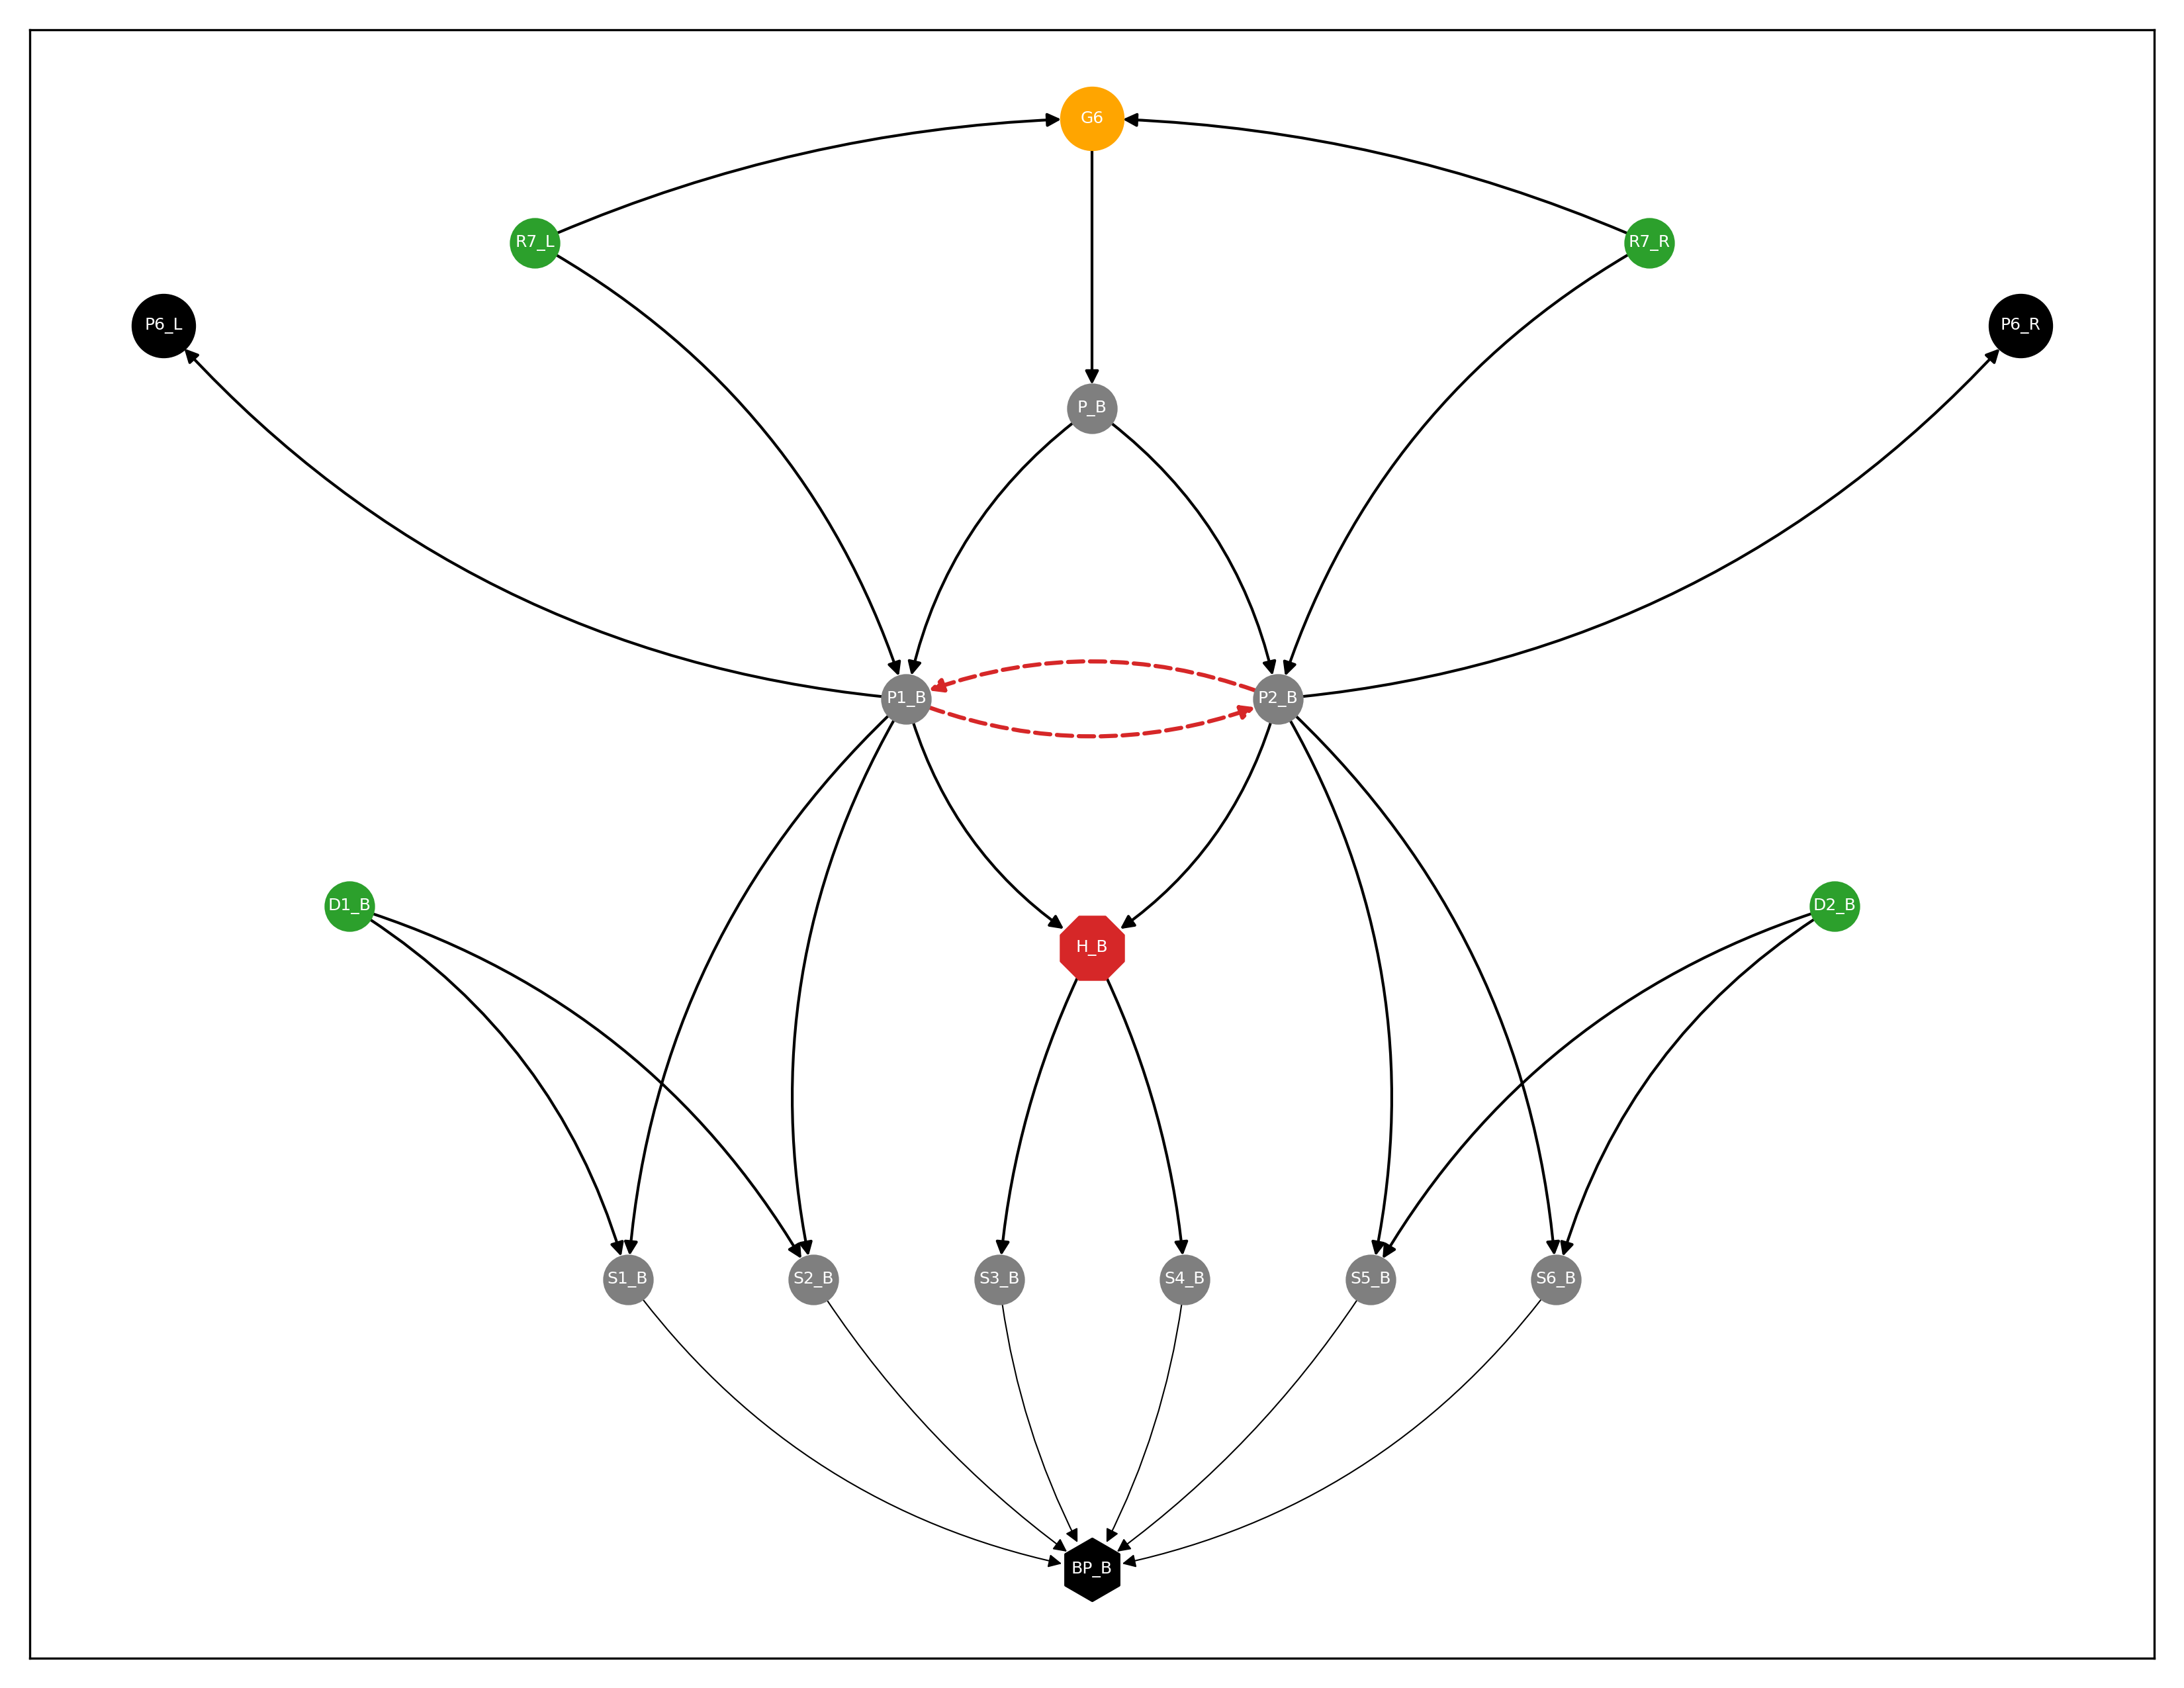 G6
R7_L
R7_R
P6_L
P6_R
P_B
P1_B
P2_B
D1_B
D2_B
H_B
S1_B
S2_B
S3_B
S4_B
S5_B
S6_B
BP_B